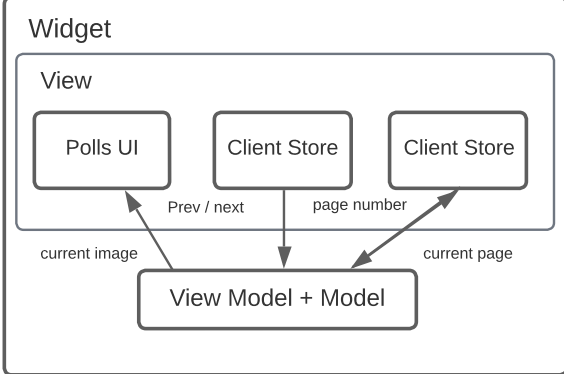 Widget
View
Polls UI
Client Store
Client Store
Prev / next
page number
current image
current page
View Model + Model